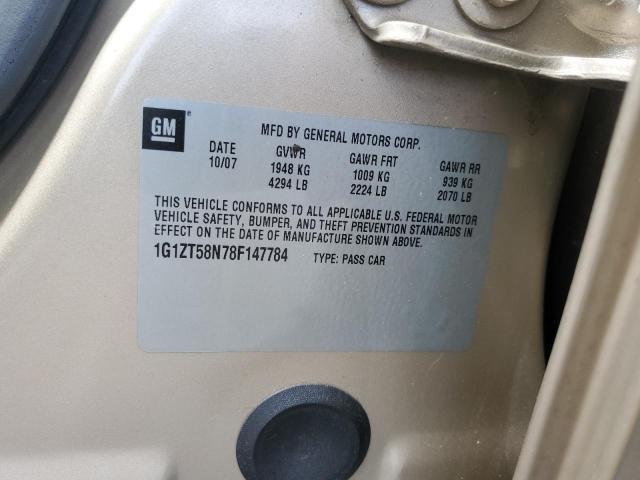 GM
MFD BY GENERAL MOTORS CORP.
DATE GVWR GAWR FRT GAWR RR
10/07 1948 KG 1009 KG 939 KG
4294 LB 2224 LB 2070 LB
THIS VEHICLE CONFORMS TO ALL APPLICABLE U.S. FEDERAL MOTOR
VEHICLE SAFETY, BUMPER, AND THEFT PREVENTION STANDARDS IN
EFFECT ON THE DATE OF MANUFACTURE SHOWN ABOVE.
1G1ZT58N78F147784 TYPE: PASS CAR